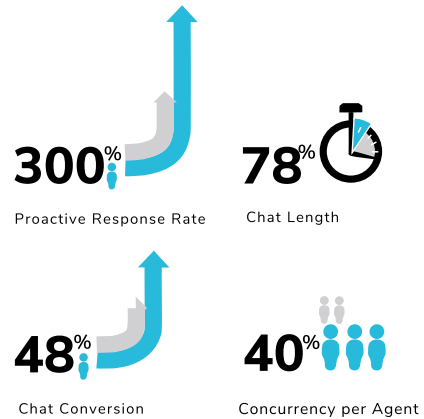 300%
Proactive Response Rate
78%
Chat Length
48%
Chat Conversion
40%
Concurrency per Agent